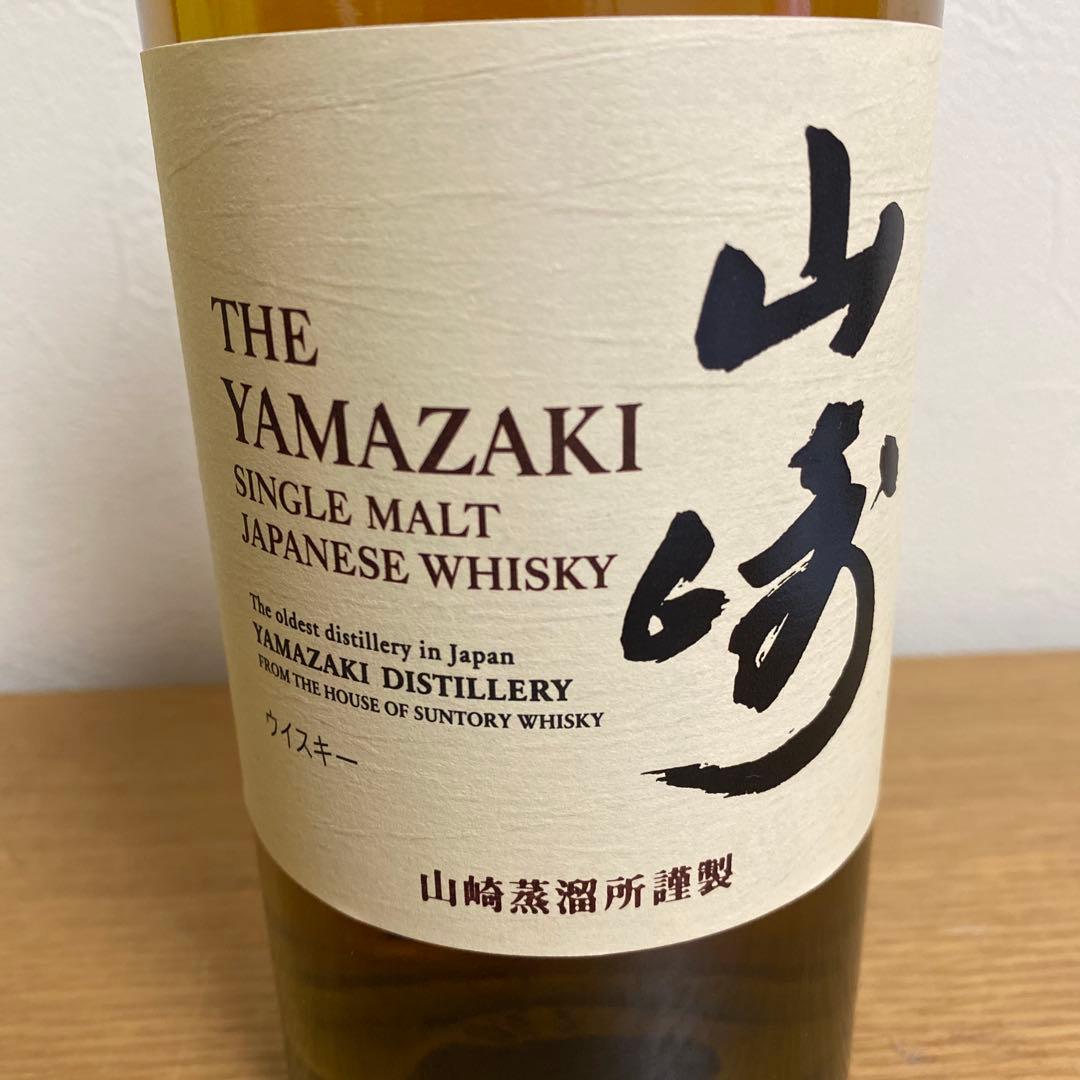 THE
YAMAZAKI
SINGLE MALT
JAPANESE WHISKY
The oldest distillery in Japan
YAMAZAKI DISTILLERY
FROM THE HOUSE OF SUNTORY WHISKY
ウイスキー
山崎
山崎蒸溜所謹製